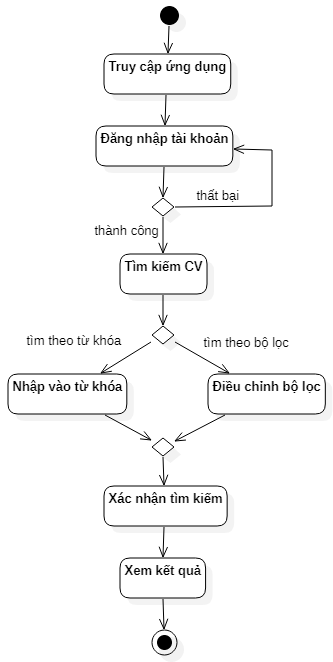 Truy cập ứng dụng
Đăng nhập tài khoản
thất bại
thành công
Tìm kiếm CV
tìm theo từ khóa
tìm theo bộ lọc
Nhập vào từ khóa
Điều chỉnh bộ lọc
Xác nhận tìm kiếm
Xem kết quả